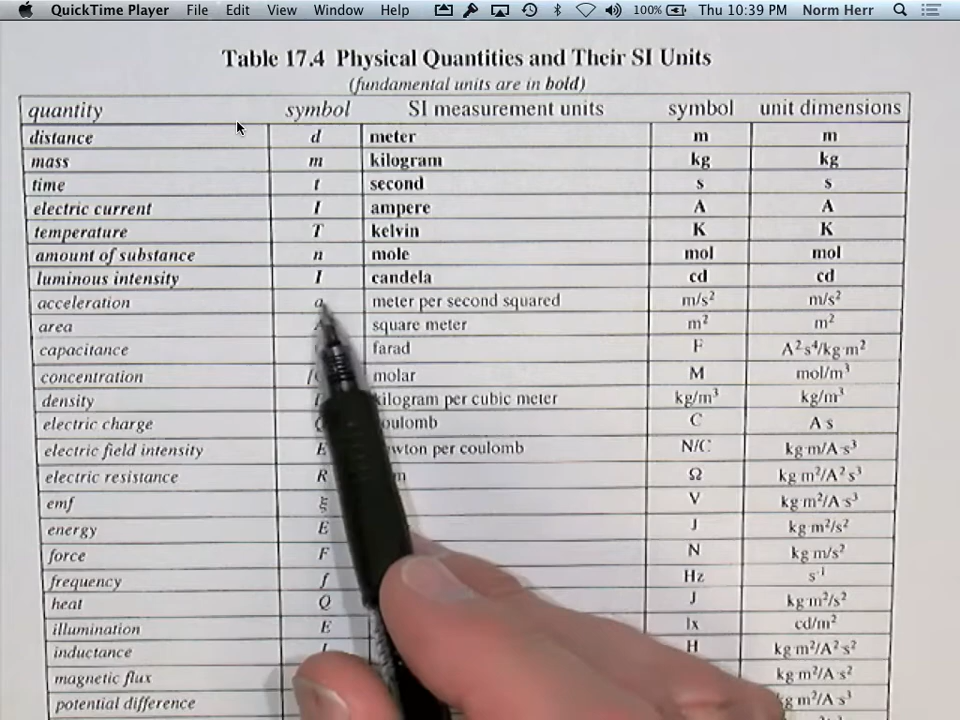 QuickTime Player File Edit View Window Help 100% Thu 10:39 PM Norm Herr
Table 17.4 Physical Quantities and Their SI Units
(fundamental units are in bold)
quantity symbol SI measurement units symbol unit dimensions
distance d meter m m
mass m kilogram kg kg
time t second s s
electric current I ampere A A
temperature T kelvin K K
amount of substance n mole mol mol
luminous intensity I candela cd cd
acceleration a meter per second squared m/s² m/s²
area square meter m² m²
capacitance farad F A²s⁴/kg·m²
concentration molar M mol/m³
density kilogram per cubic meter kg/m³ kg/m³
electric charge C A·s
electric field intensity E per coulomb N/C kg·m/A·s³
electric resistance R Ω kg·m²/A²·s³
emf ξ V kg·m²/A·s³
energy E J kg·m²/s²
force F N kg·m/s²
frequency f Hz s⁻¹
heat Q J kg·m²/s²
illumination E lx cd/m²
inductance H kg·m²/A²·s²
magnetic flux kg·m²/A·s²
potential difference